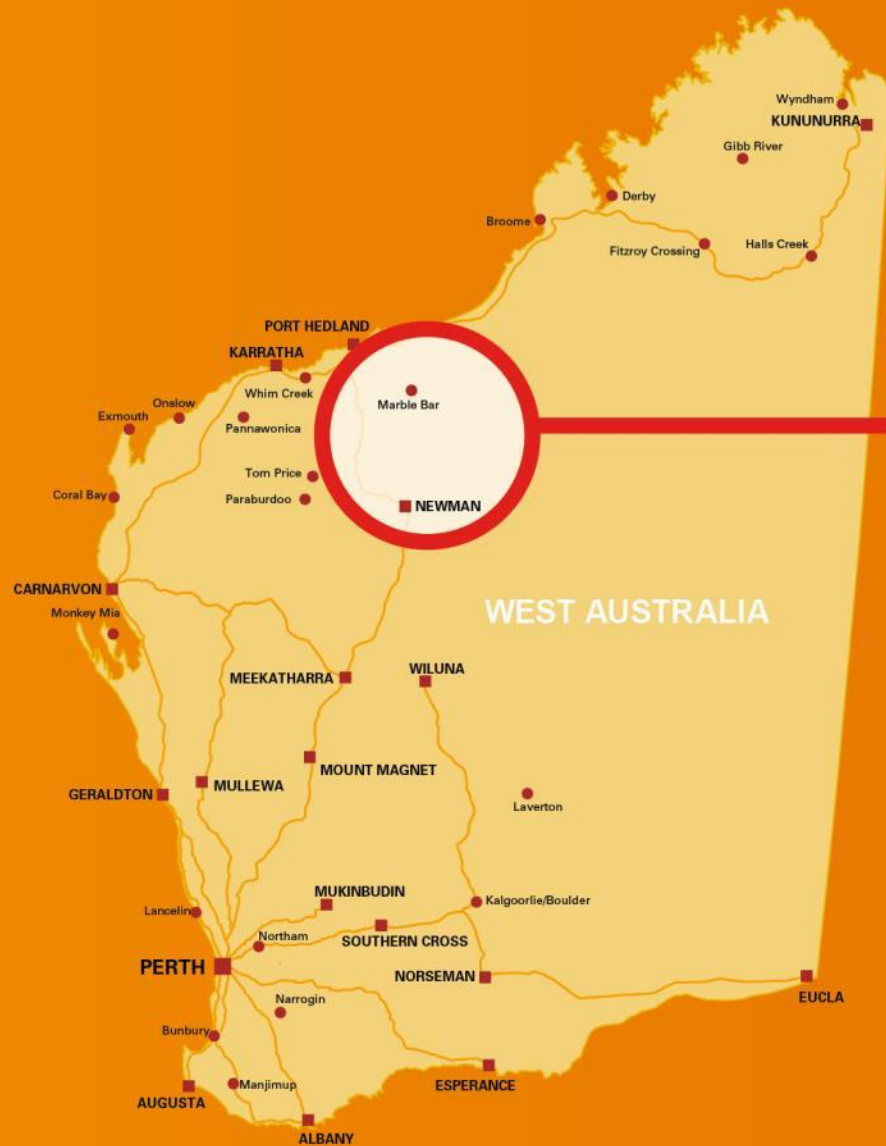 Wyndham
KUNUNURRA
Gibb River
Derby
Broome
Fitzroy Crossing
Halls Creek
PORT HEDLAND
KARRATHA
Whim Creek
Marble Bar
Onslow
Exmouth
Pannawonica
Tom Price
Coral Bay
Paraburdoo
NEWMAN
CARNARVON
Monkey Mia
WEST AUSTRALIA
MEEKATHARRA
WILUNA
MOUNT MAGNET
MULLEWA
GERALDTON
Laverton
MUKINBUDIN
Kalgoorlie/Boulder
Lancelin
Northam
SOUTHERN CROSS
PERTH
NORSEMAN
EUCLA
Narrogin
Bunbury
Manjimup
ESPERANCE
AUGUSTA
ALBANY